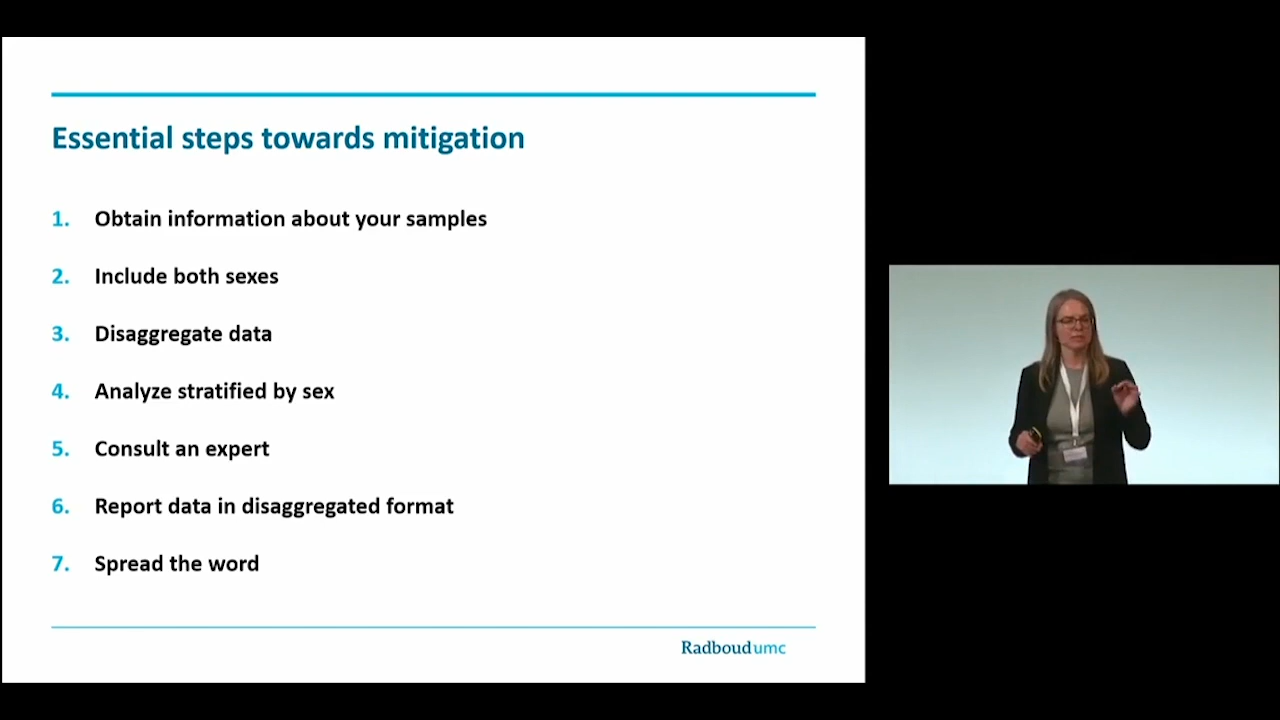 Essential steps towards mitigation
1. Obtain information about your samples
2. Include both sexes
3. Disaggregate data
4. Analyze stratified by sex
5. Consult an expert
6. Report data in disaggregated format
7. Spread the word
Radboudumc